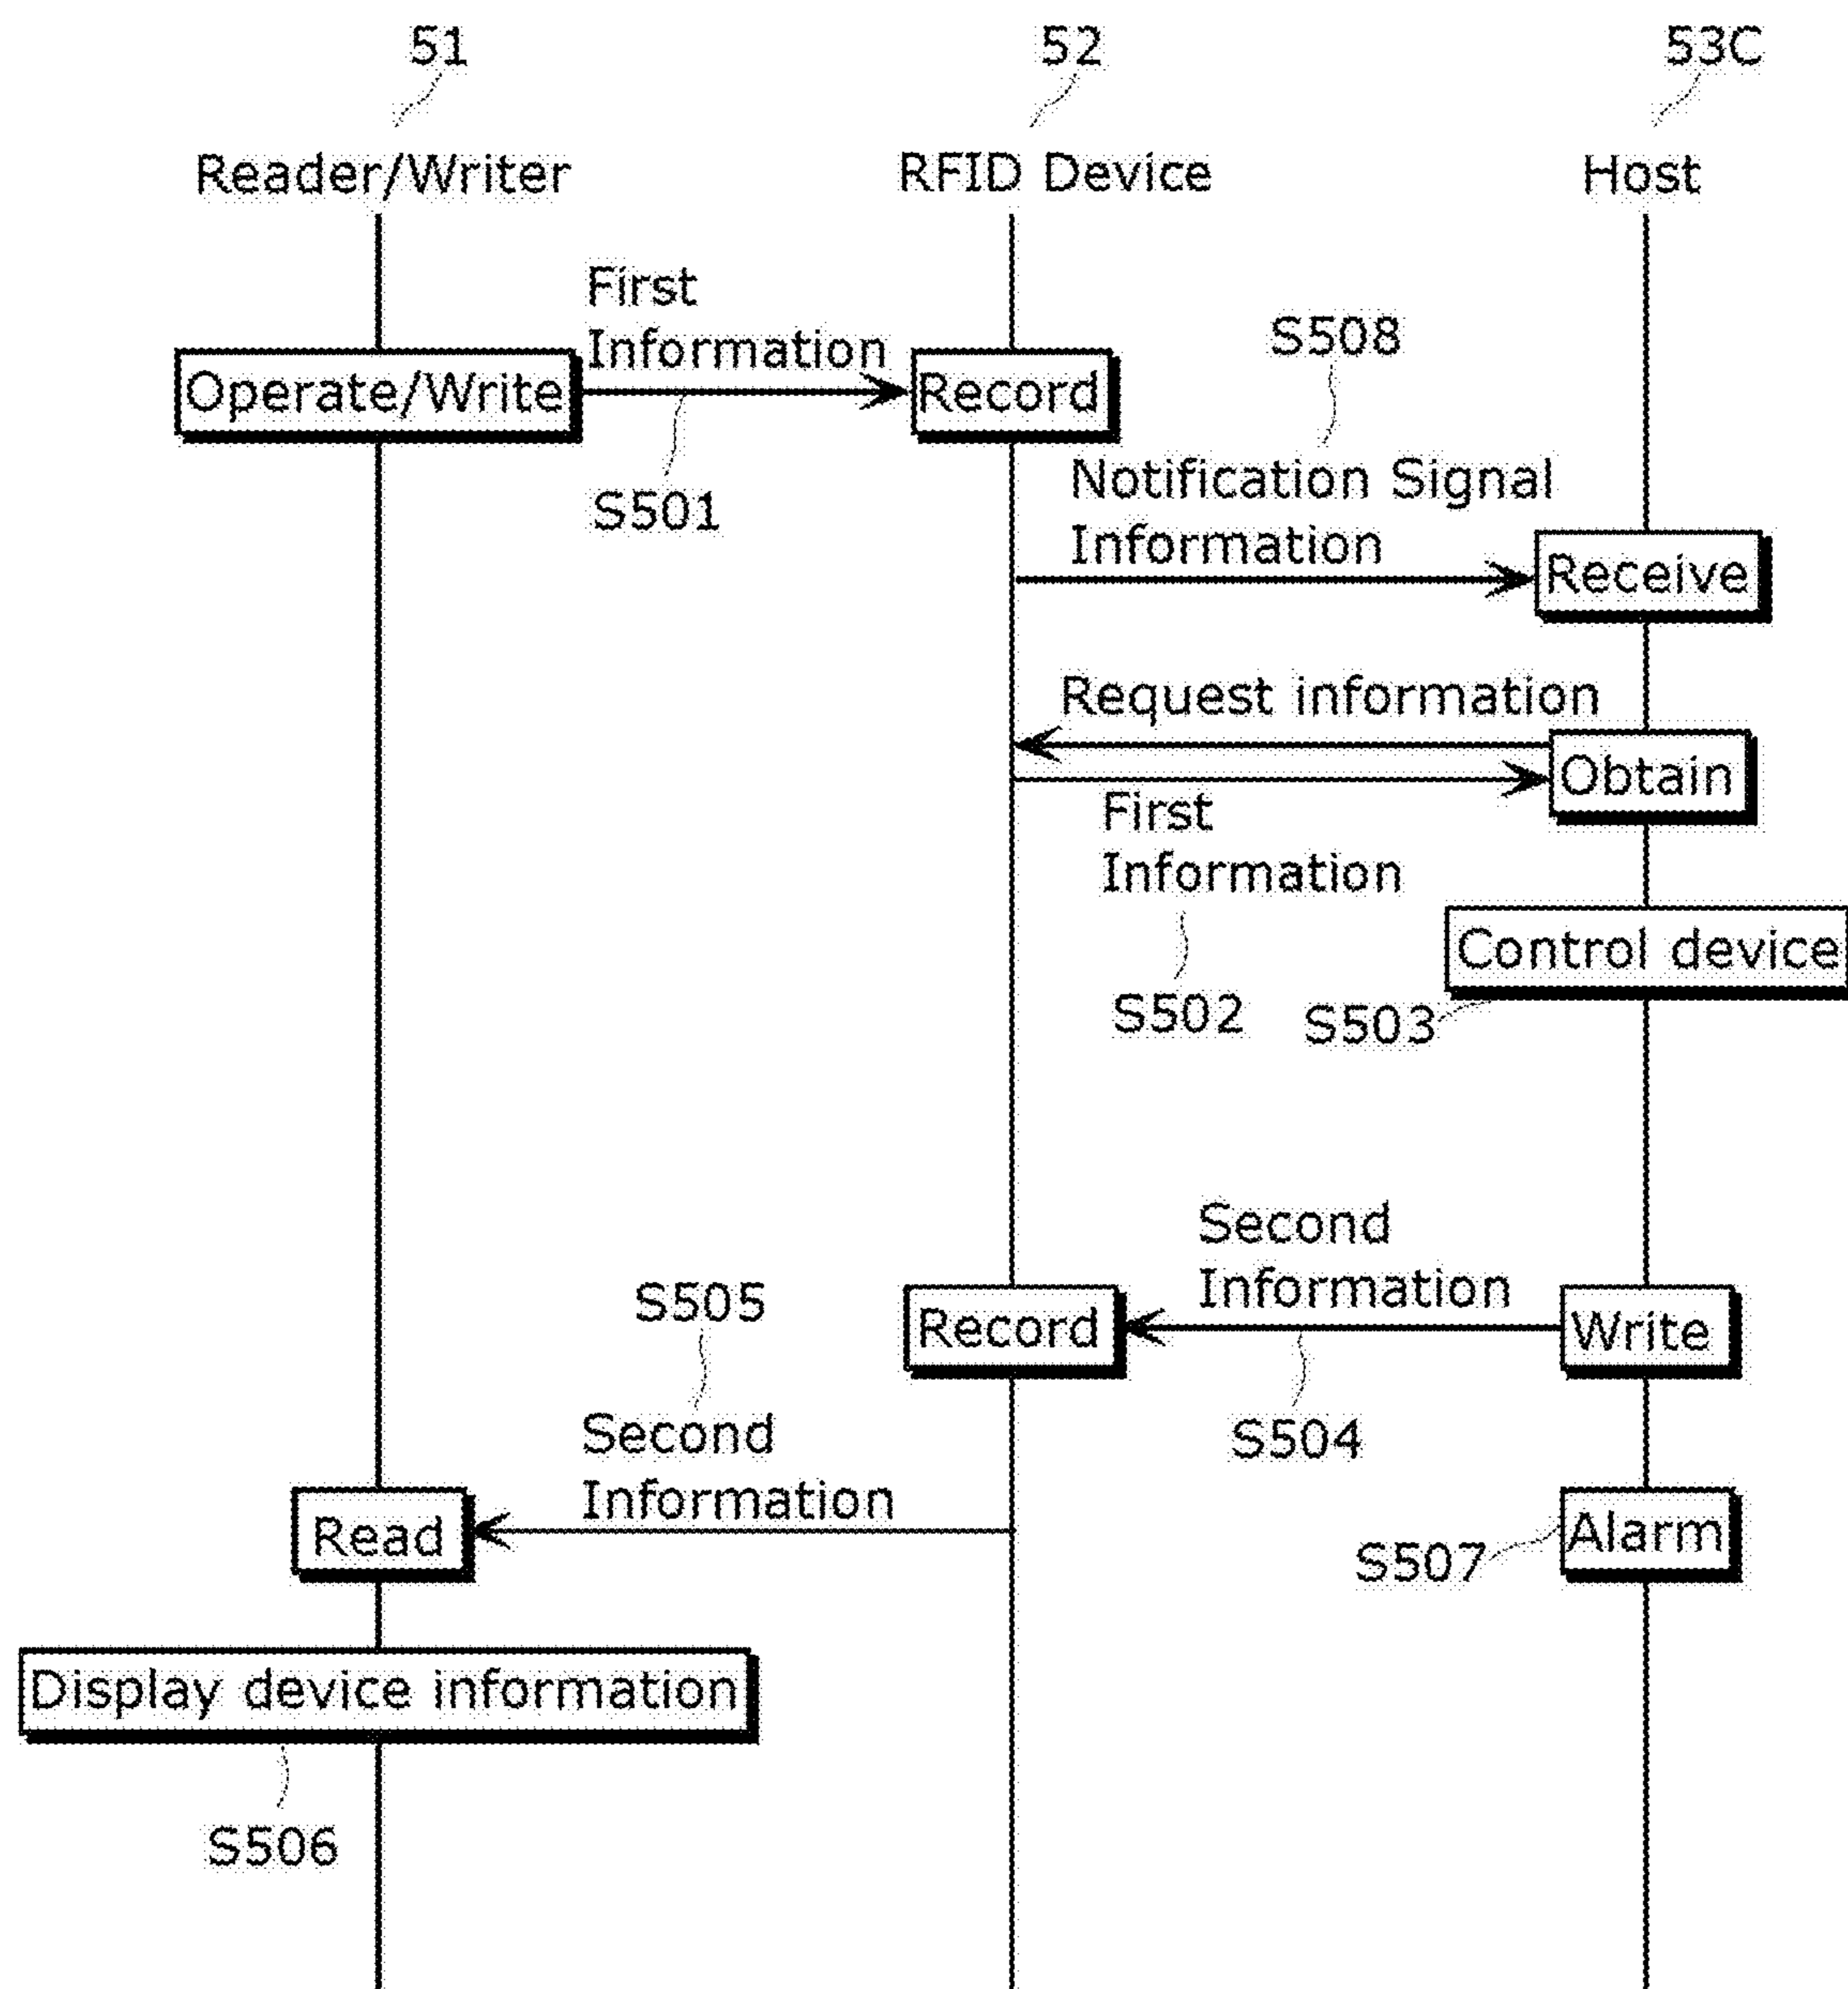 51
52
53C
Reader/Writer
RFID Device
Host
First
Information
S508
Operate/Write
Record
S501
Notification Signal
Information
Receive
Request information
Obtain
First
Information
Control device
S502
S503
Second
Information
S505
Record
Write
Second
Information
S504
Read
Alarm
S507
Display device information
S506